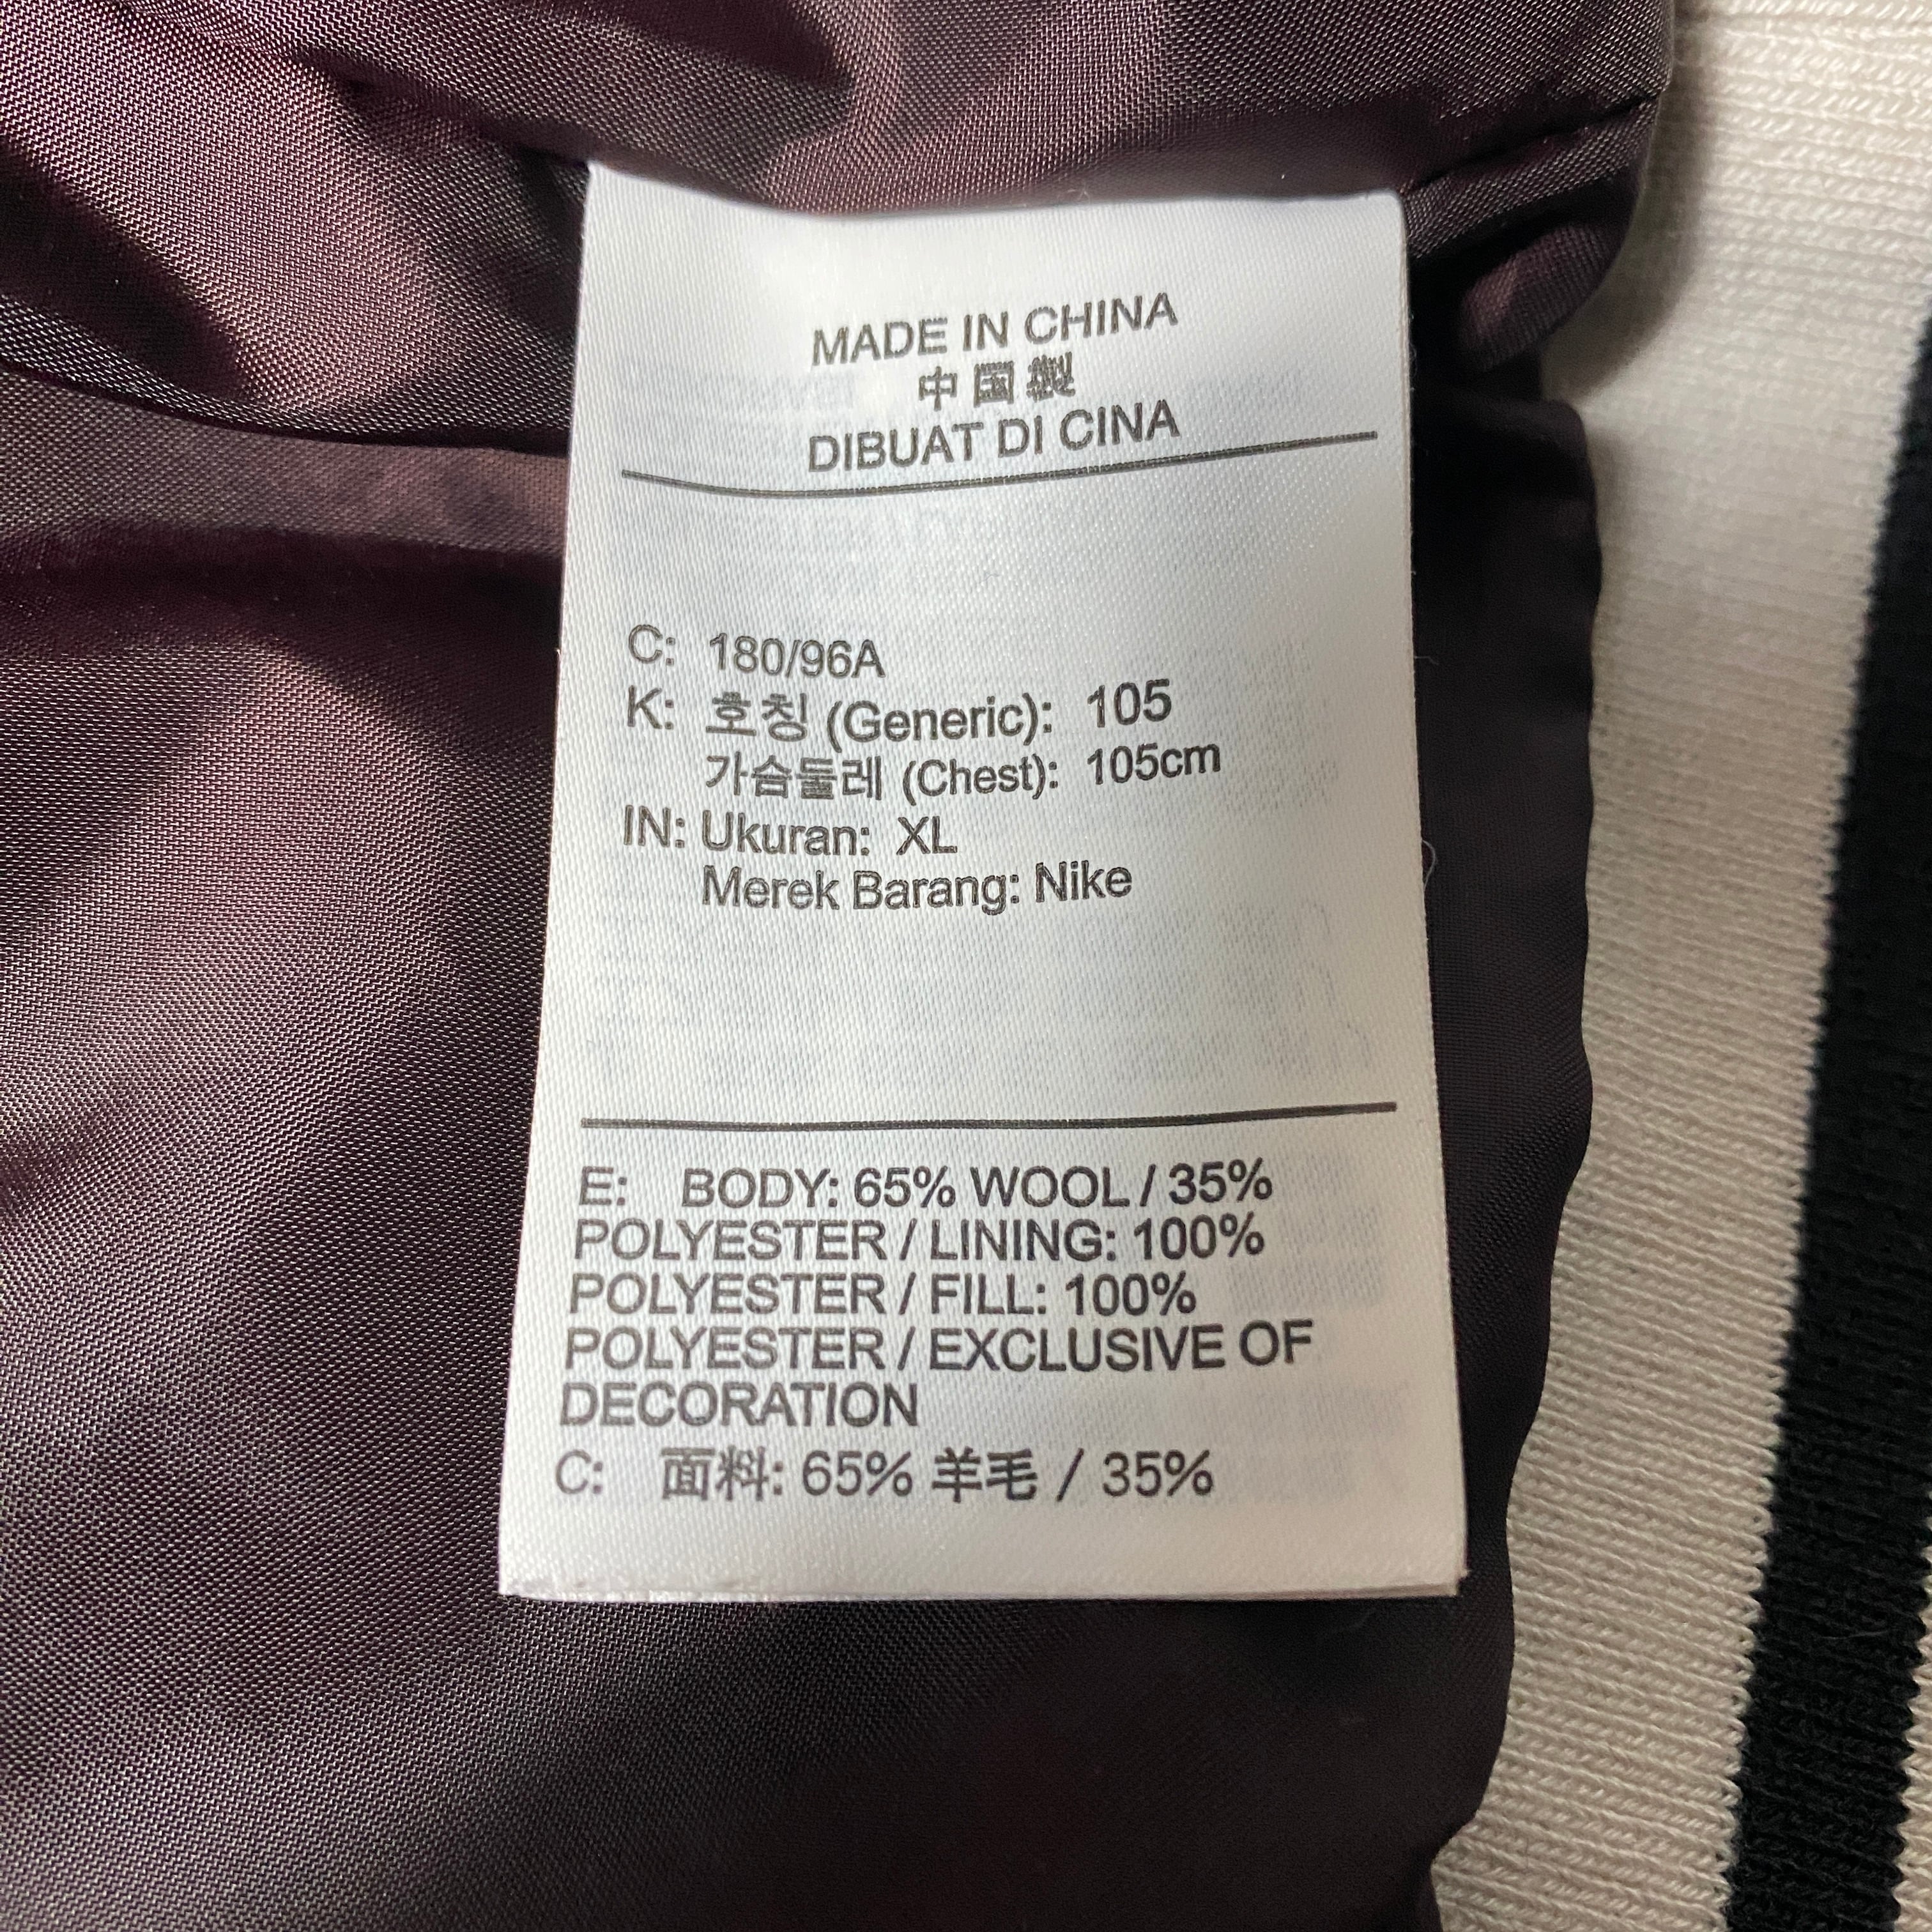 MADE IN CHINA
中国製
DIBUAT DI CINA
C: 180/96A
K: 호칭 (Generic): 105
가슴둘레 (Chest): 105cm
IN: Ukuran: XL
Merek Barang: Nike
E: BODY: 65% WOOL / 35%
POLYESTER / LINING: 100%
POLYESTER / FILL: 100%
POLYESTER / EXCLUSIVE OF
DECORATION
C: 面料: 65% 羊毛 / 35%